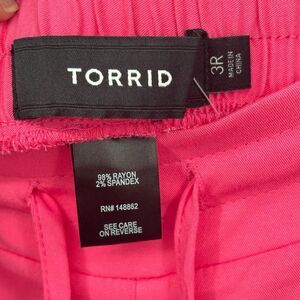 TORRID
3R
MADE IN
CHINA
98% RAYON
2% SPANDEX
RN# 148862
SEE CARE
ON REVERSE